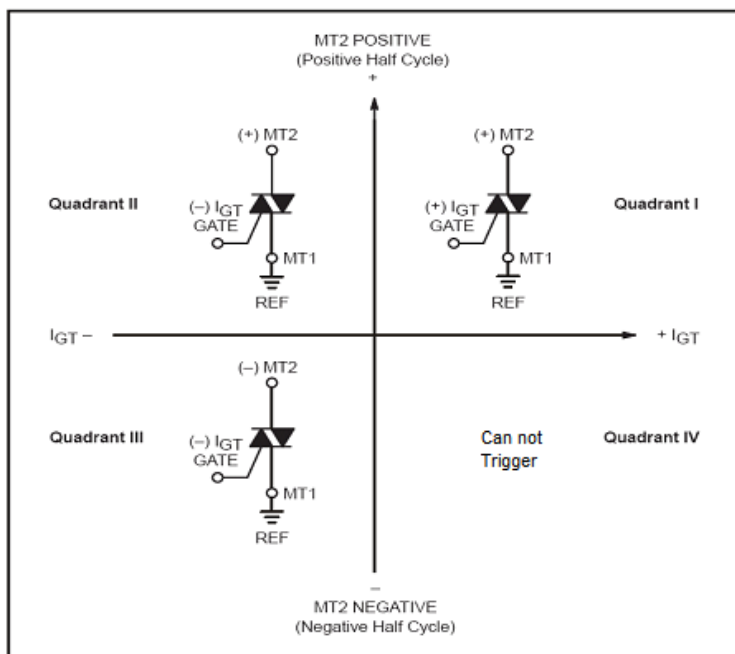 MT2 POSITIVE
(Positive Half Cycle)
+
(+) MT2
(+) MT2
Quadrant II
(–) IGT
GATE
(+) IGT
GATE
Quadrant I
MT1
MT1
REF
REF
IGT –
+ IGT
(–) MT2
Quadrant III
(–) IGT
GATE
Can not
Trigger
Quadrant IV
MT1
REF
–
MT2 NEGATIVE
(Negative Half Cycle)